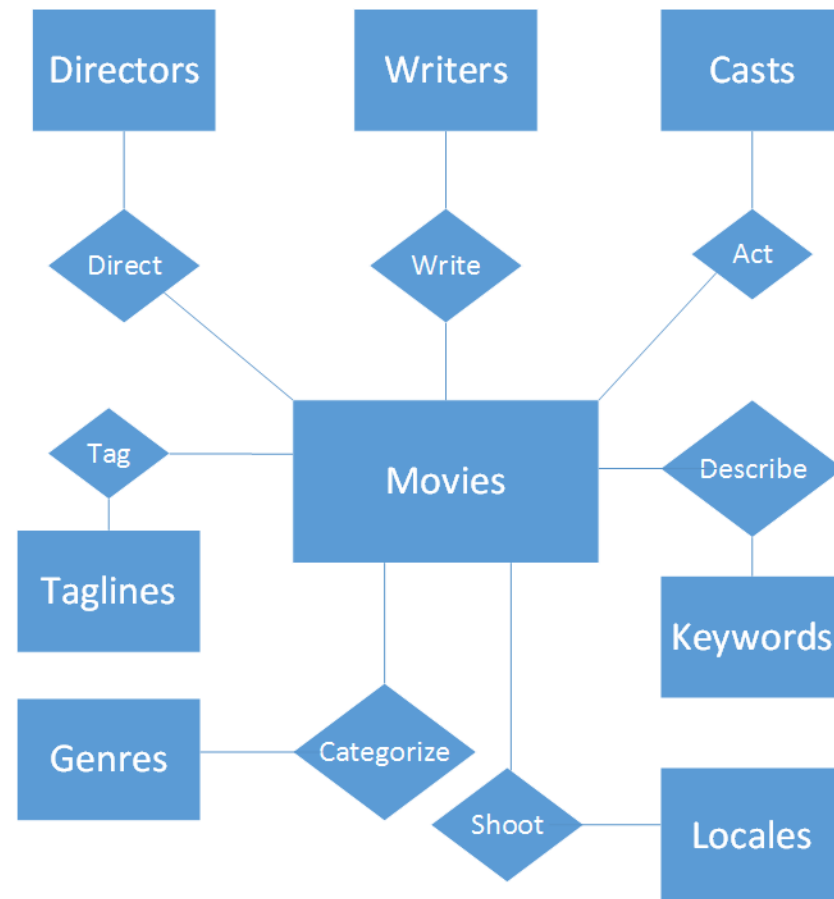 Directors
Writers
Casts
Direct
Write
Act
Tag
Movies
Describe
Taglines
Keywords
Genres
Categorize
Shoot
Locales